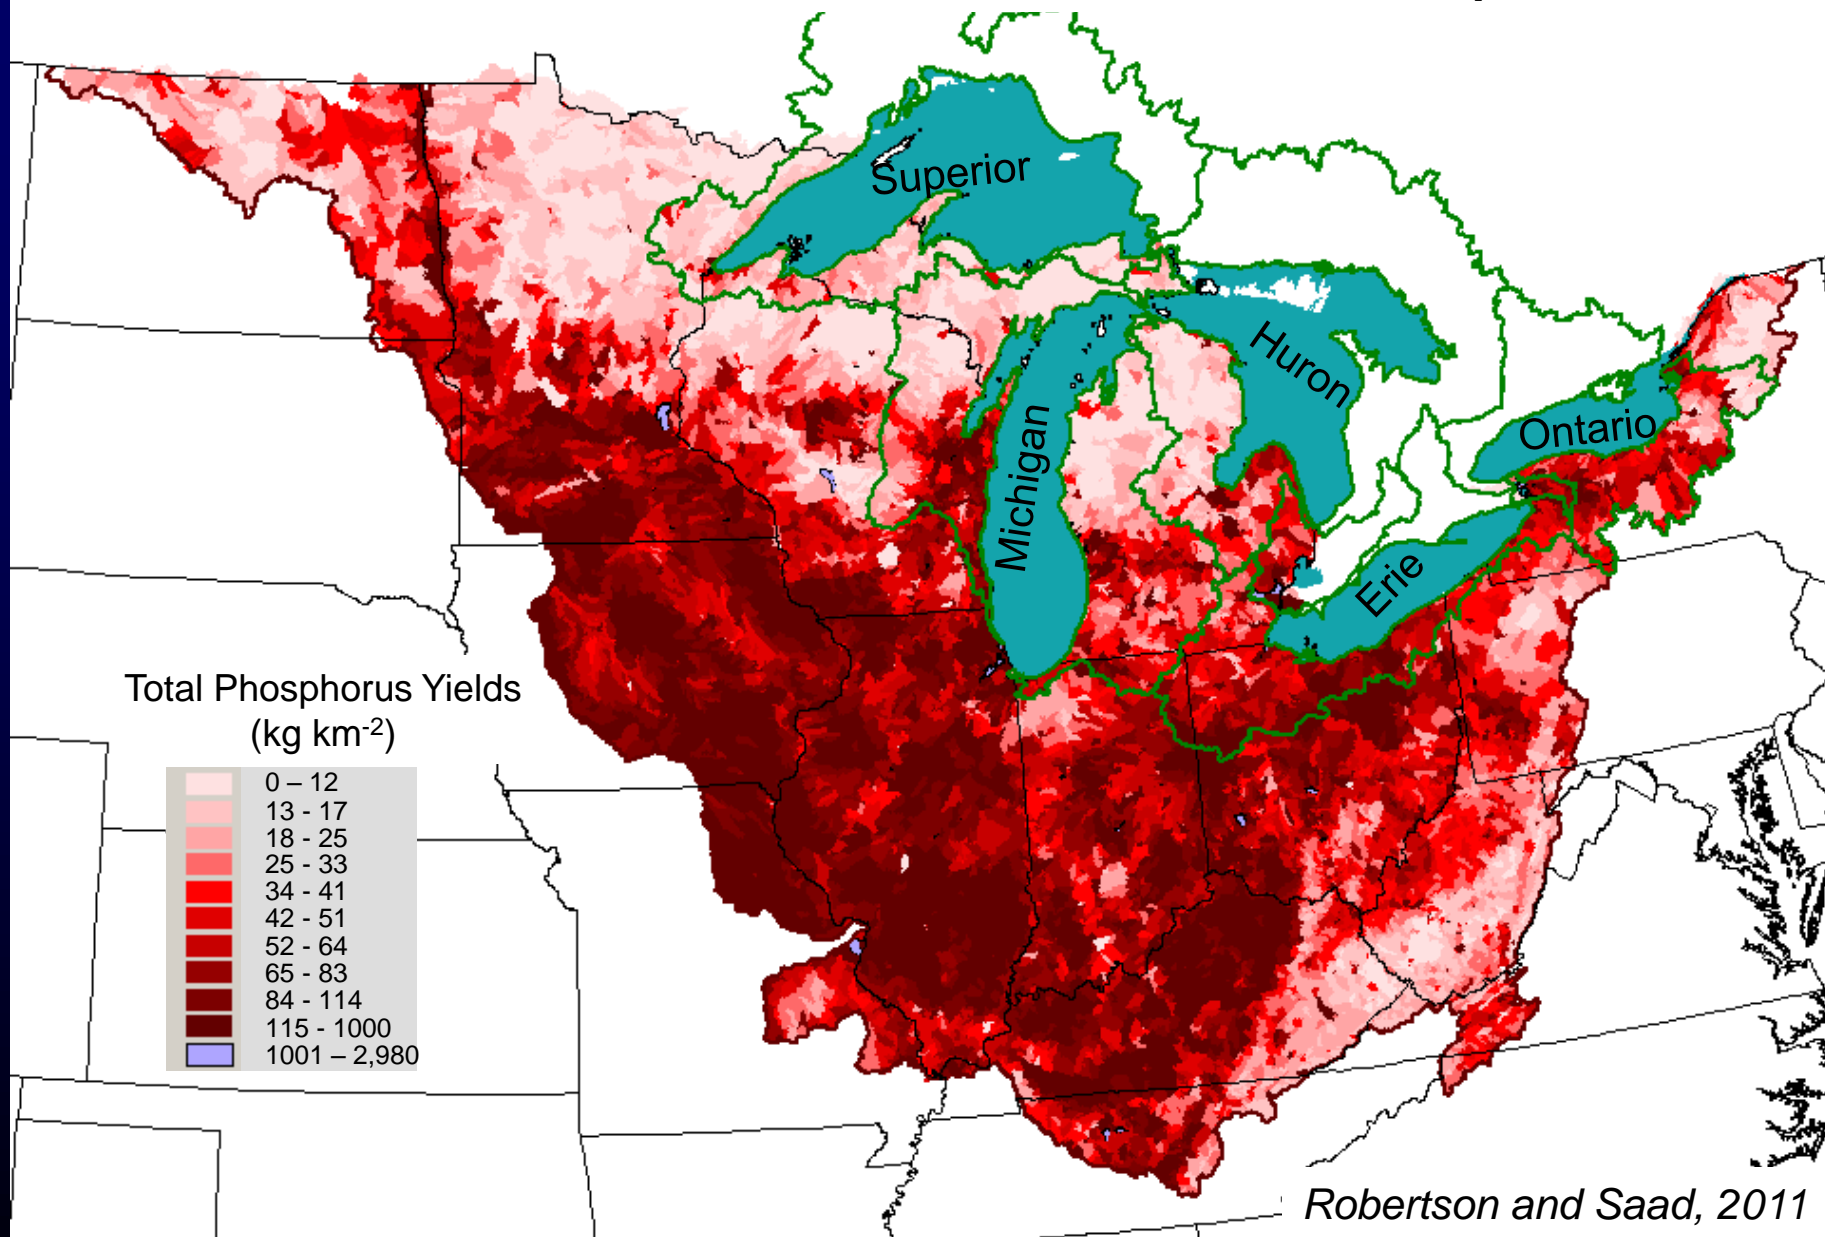 Superior
Huron
Michigan
Ontario
Erie
Total Phosphorus Yields
(kg km-2)
0 – 12
13 - 17
18 - 25
25 - 33
34 - 41
42 - 51
52 - 64
65 - 83
84 - 114
115 - 1000
1001 – 2,980
Robertson and Saad, 2011